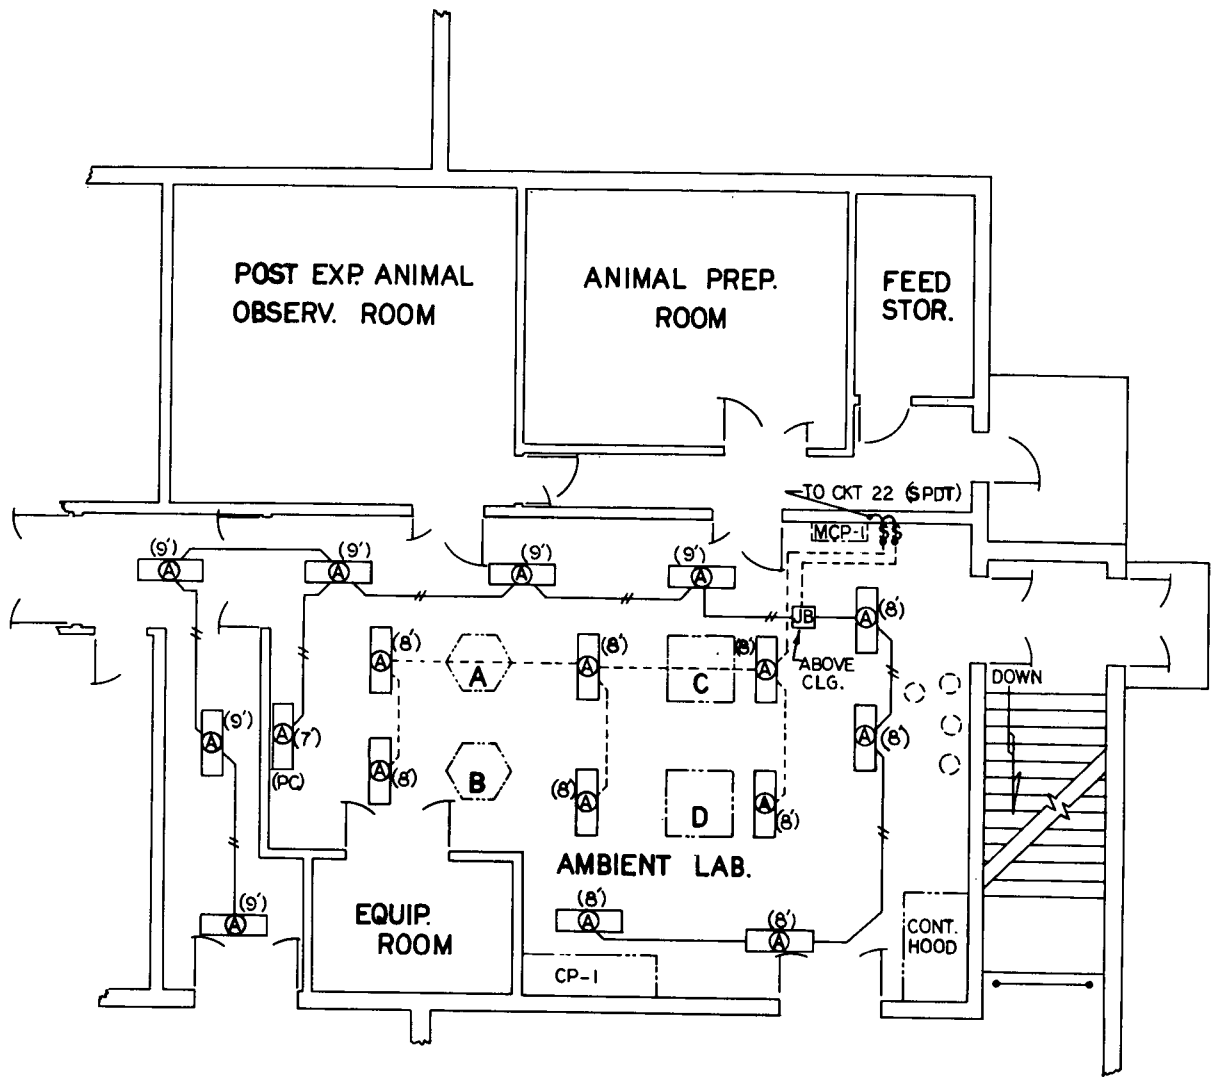 POST EXP. ANIMAL
OBSERV. ROOM
ANIMAL PREP.
ROOM
FEED
STOR.
TO CKT 22 (SPDT)
MCP-1
$$
(9')
A
(9')
A
(9')
A
(9')
A
JB
A
(8')
ABOVE
CLG.
(8')
A
A
(8')
A
(8')
A
C
(8')
A
DOWN
(9')
A
A
(7')
(PC)
A
(8')
A
(8')
B
(8')
A
D
A
(8')
AMBIENT LAB.
(9')
A
EQUIP.
ROOM
(8')
A
(8')
A
CONT.
HOOD
CP-1